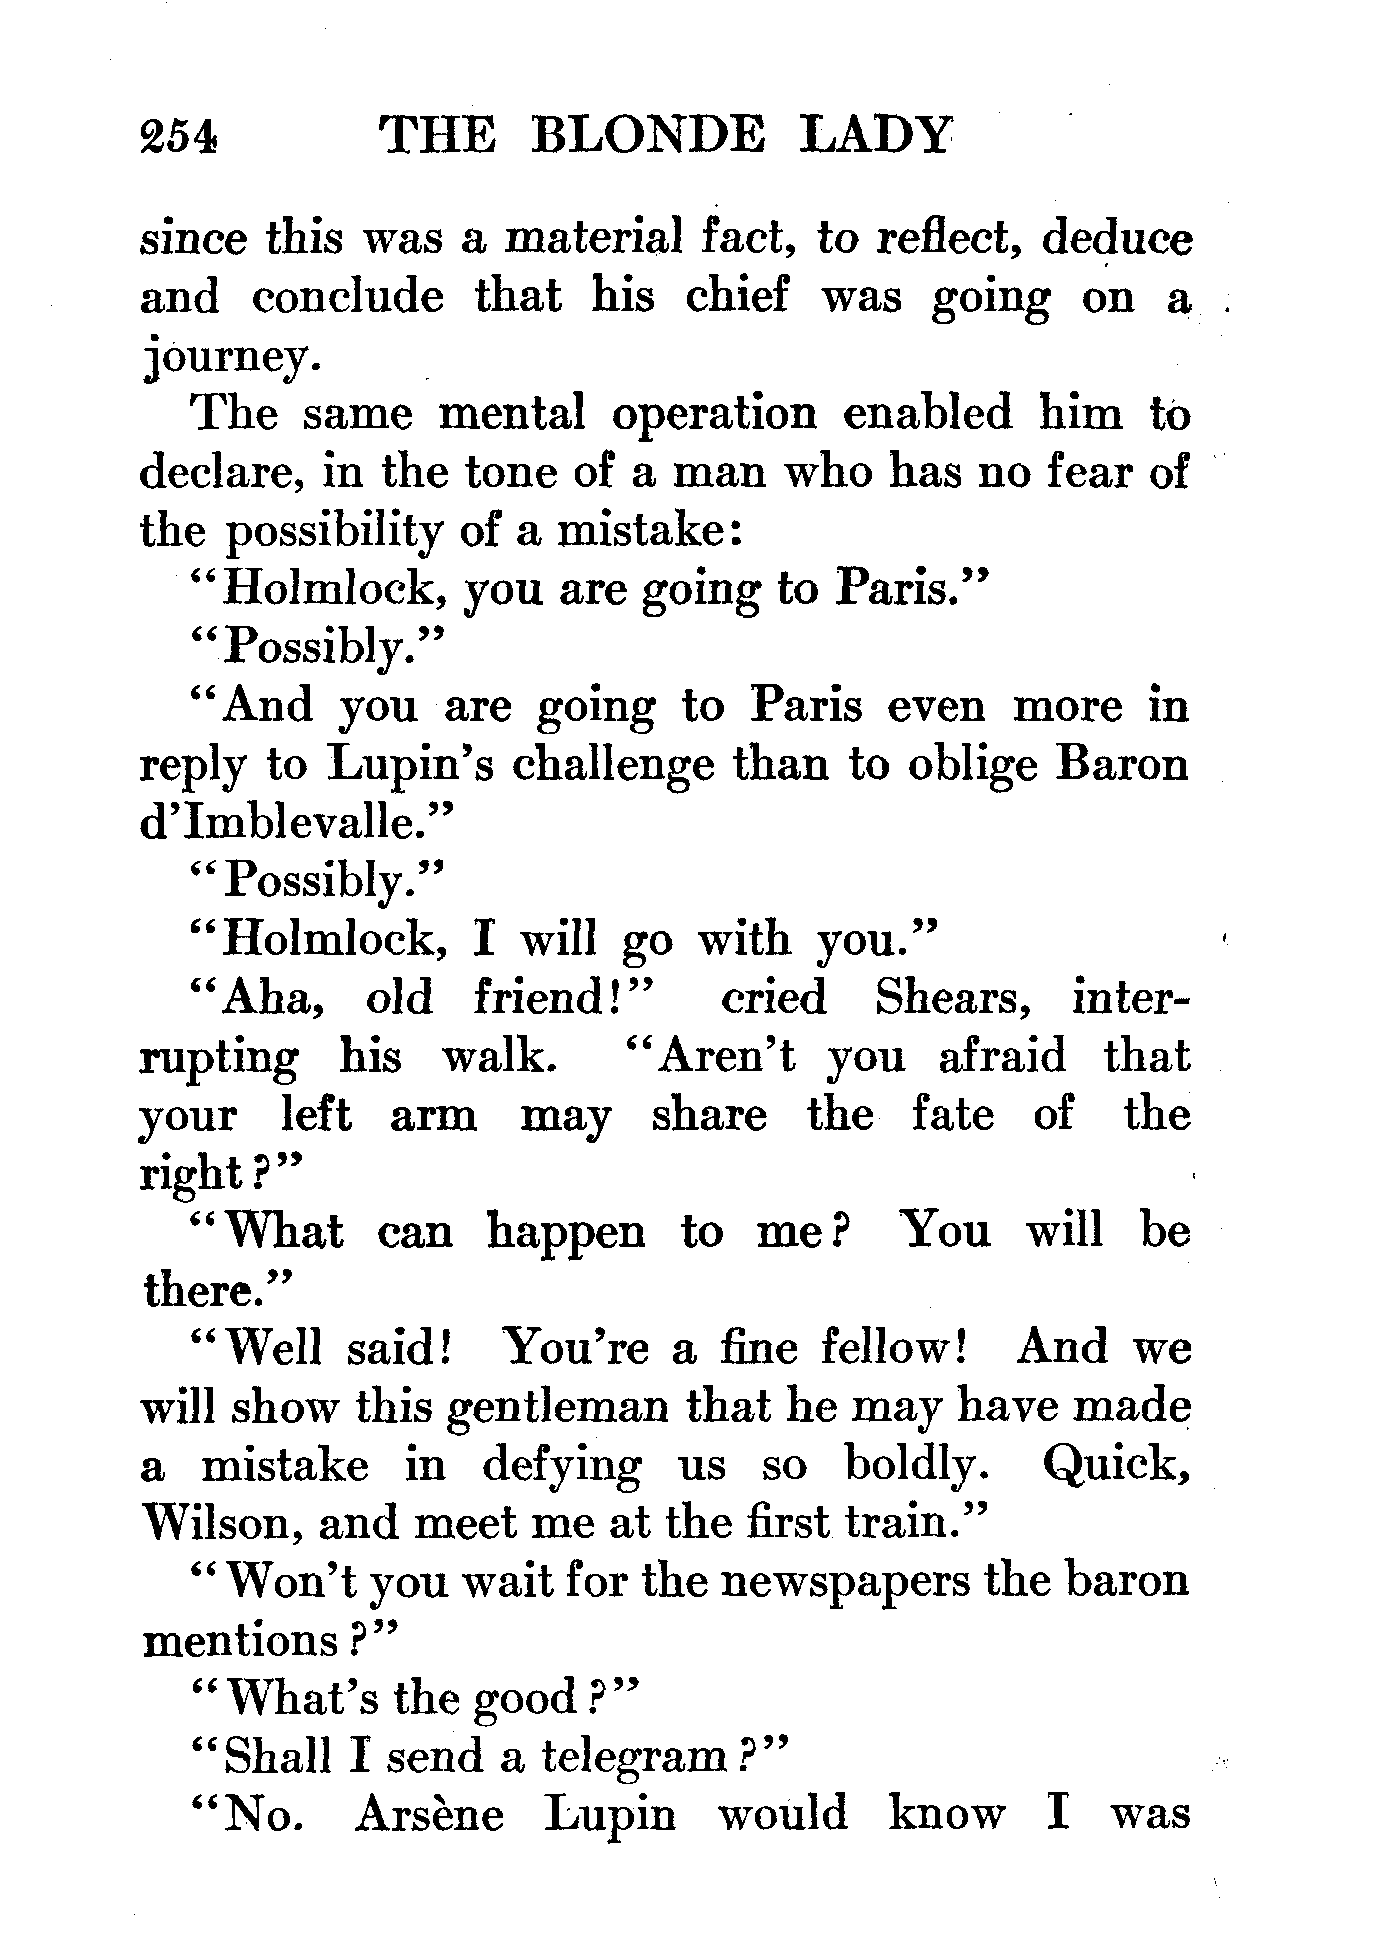 254 THE BLONDE LADY
since this was a material fact, to reflect, deduce
and conclude that his chief was going on a
journey.
The same mental operation enabled him to
declare, in the tone of a man who has no fear of
the possibility of a mistake:
“Holmlock, you are going to Paris.”
“Possibly.”
“And you are going to Paris even more in
reply to Lupin’s challenge than to oblige Baron
d’Imblevalle.”
“Possibly.”
“Holmlock, I will go with you.”
“Aha, old friend!” cried Shears, inter-
rupting his walk. “Aren’t you afraid that
your left arm may share the fate of the
right?”
“What can happen to me? You will be
there.”
“Well said! You’re a fine fellow! And we
will show this gentleman that he may have made
a mistake in defying us so boldly. Quick,
Wilson, and meet me at the first train.”
“Won’t you wait for the newspapers the baron
mentions?”
“What’s the good?”
“Shall I send a telegram?”
“No. Arsène Lupin would know I was